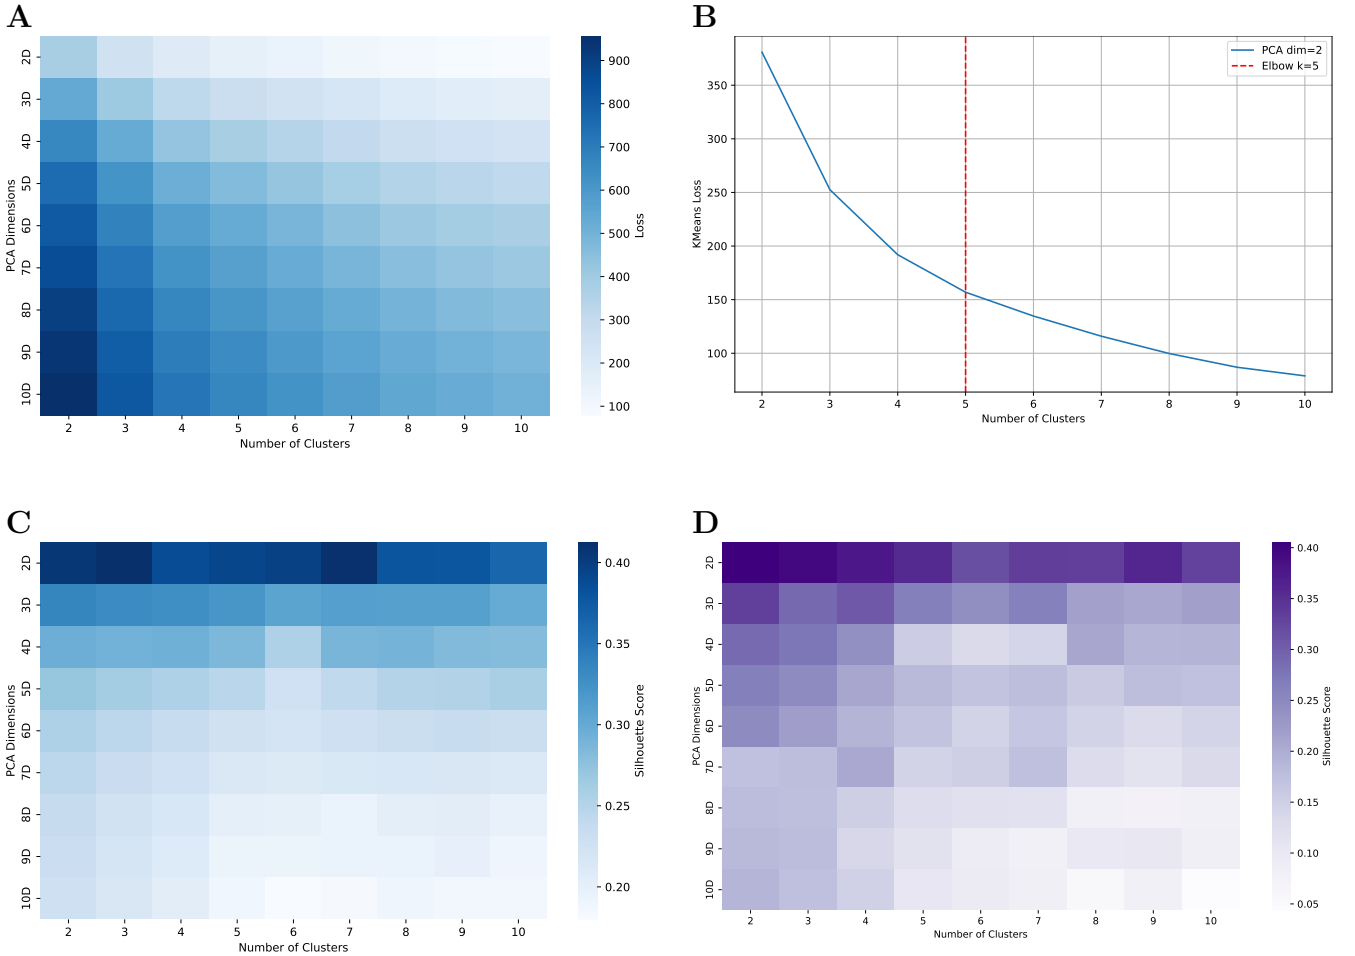 A
2D
3D
4D
5D
6D
7D
8D
9D
10D
PCA Dimensions
2 3 4 5 6 7 8 9 10
Number of Clusters
900
800
700
600
500
400
300
200
100
Loss
B
PCA dim=2
Elbow k=5
350
300
250
200
150
100
KMeans Loss
2 3 4 5 6 7 8 9 10
Number of Clusters
C
2D
3D
4D
5D
6D
7D
8D
9D
10D
PCA Dimensions
2 3 4 5 6 7 8 9 10
Number of Clusters
0.40
0.35
0.30
0.25
0.20
Silhouette Score
D
2D
3D
4D
5D
6D
7D
8D
9D
10D
PCA Dimensions
2 3 4 5 6 7 8 9 10
Number of Clusters
0.40
0.35
0.30
0.25
0.20
0.15
0.10
0.05
Silhouette Score